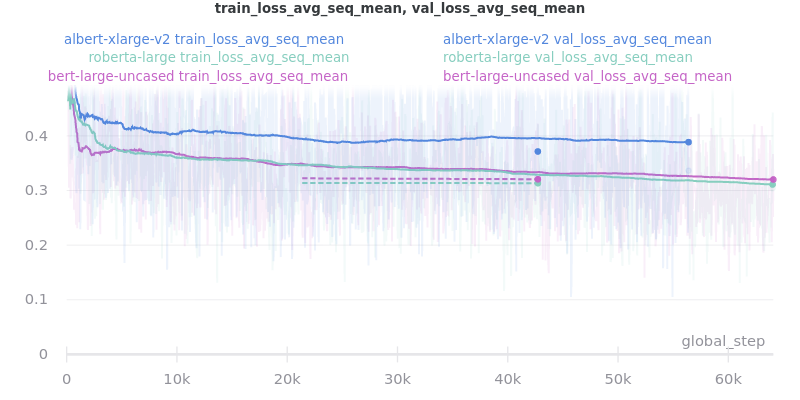 train_loss_avg_seq_mean, val_loss_avg_seq_mean
albert-xlarge-v2 train_loss_avg_seq_mean albert-xlarge-v2 val_loss_avg_seq_mean
roberta-large train_loss_avg_seq_mean roberta-large val_loss_avg_seq_mean
bert-large-uncased train_loss_avg_seq_mean bert-large-uncased val_loss_avg_seq_mean
0.4
0.3
0.2
0.1
global_step
0
0 10k 20k 30k 40k 50k 60k